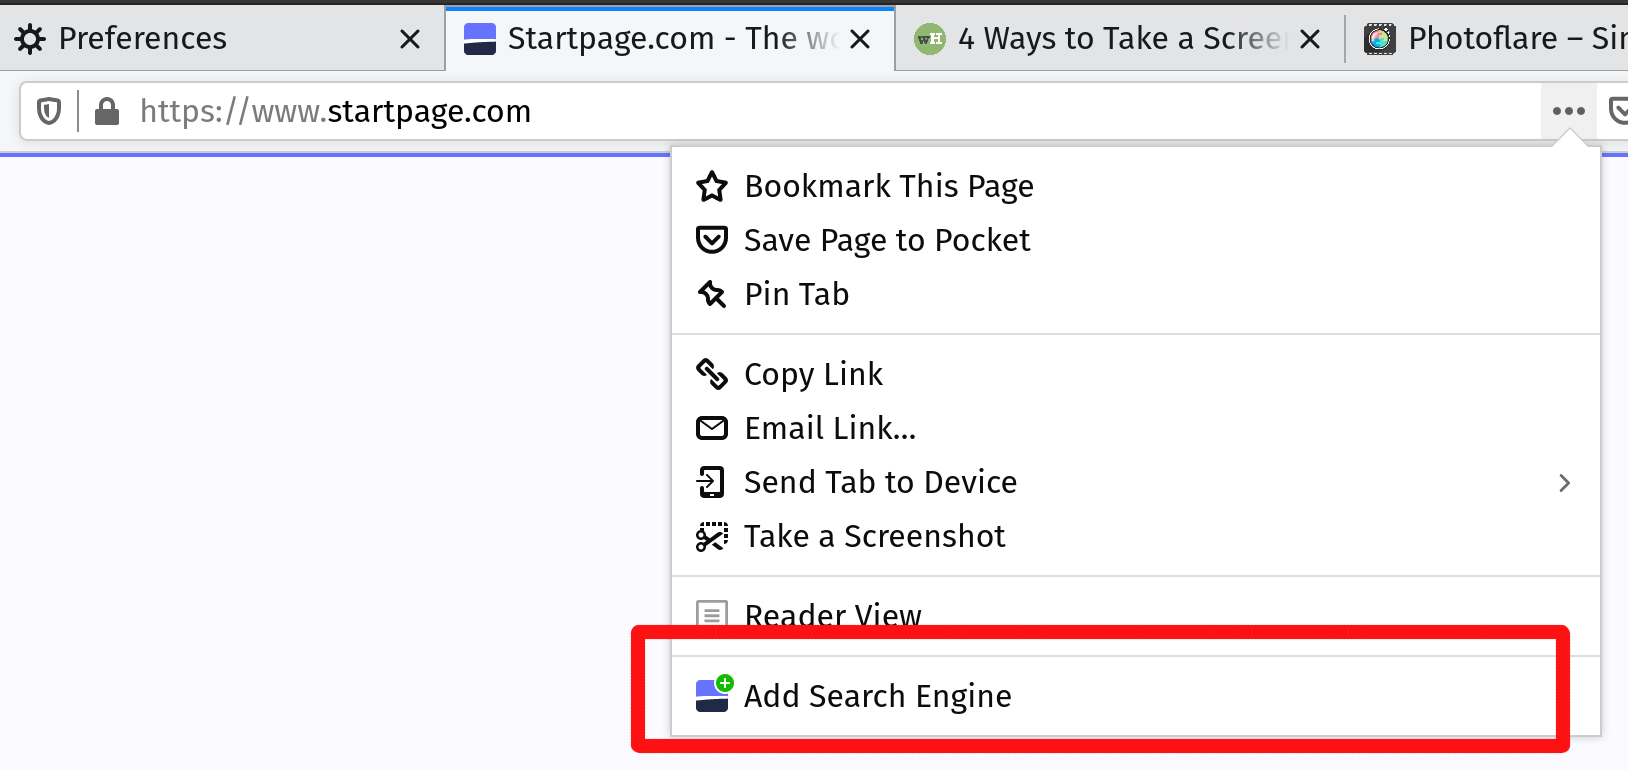 Preferences
Startpage.com - The wo
4 Ways to Take a Scree
Photoflare – Sin
https://www.startpage.com
Bookmark This Page
Save Page to Pocket
Pin Tab
Copy Link
Email Link...
Send Tab to Device
Take a Screenshot
Reader View
Add Search Engine